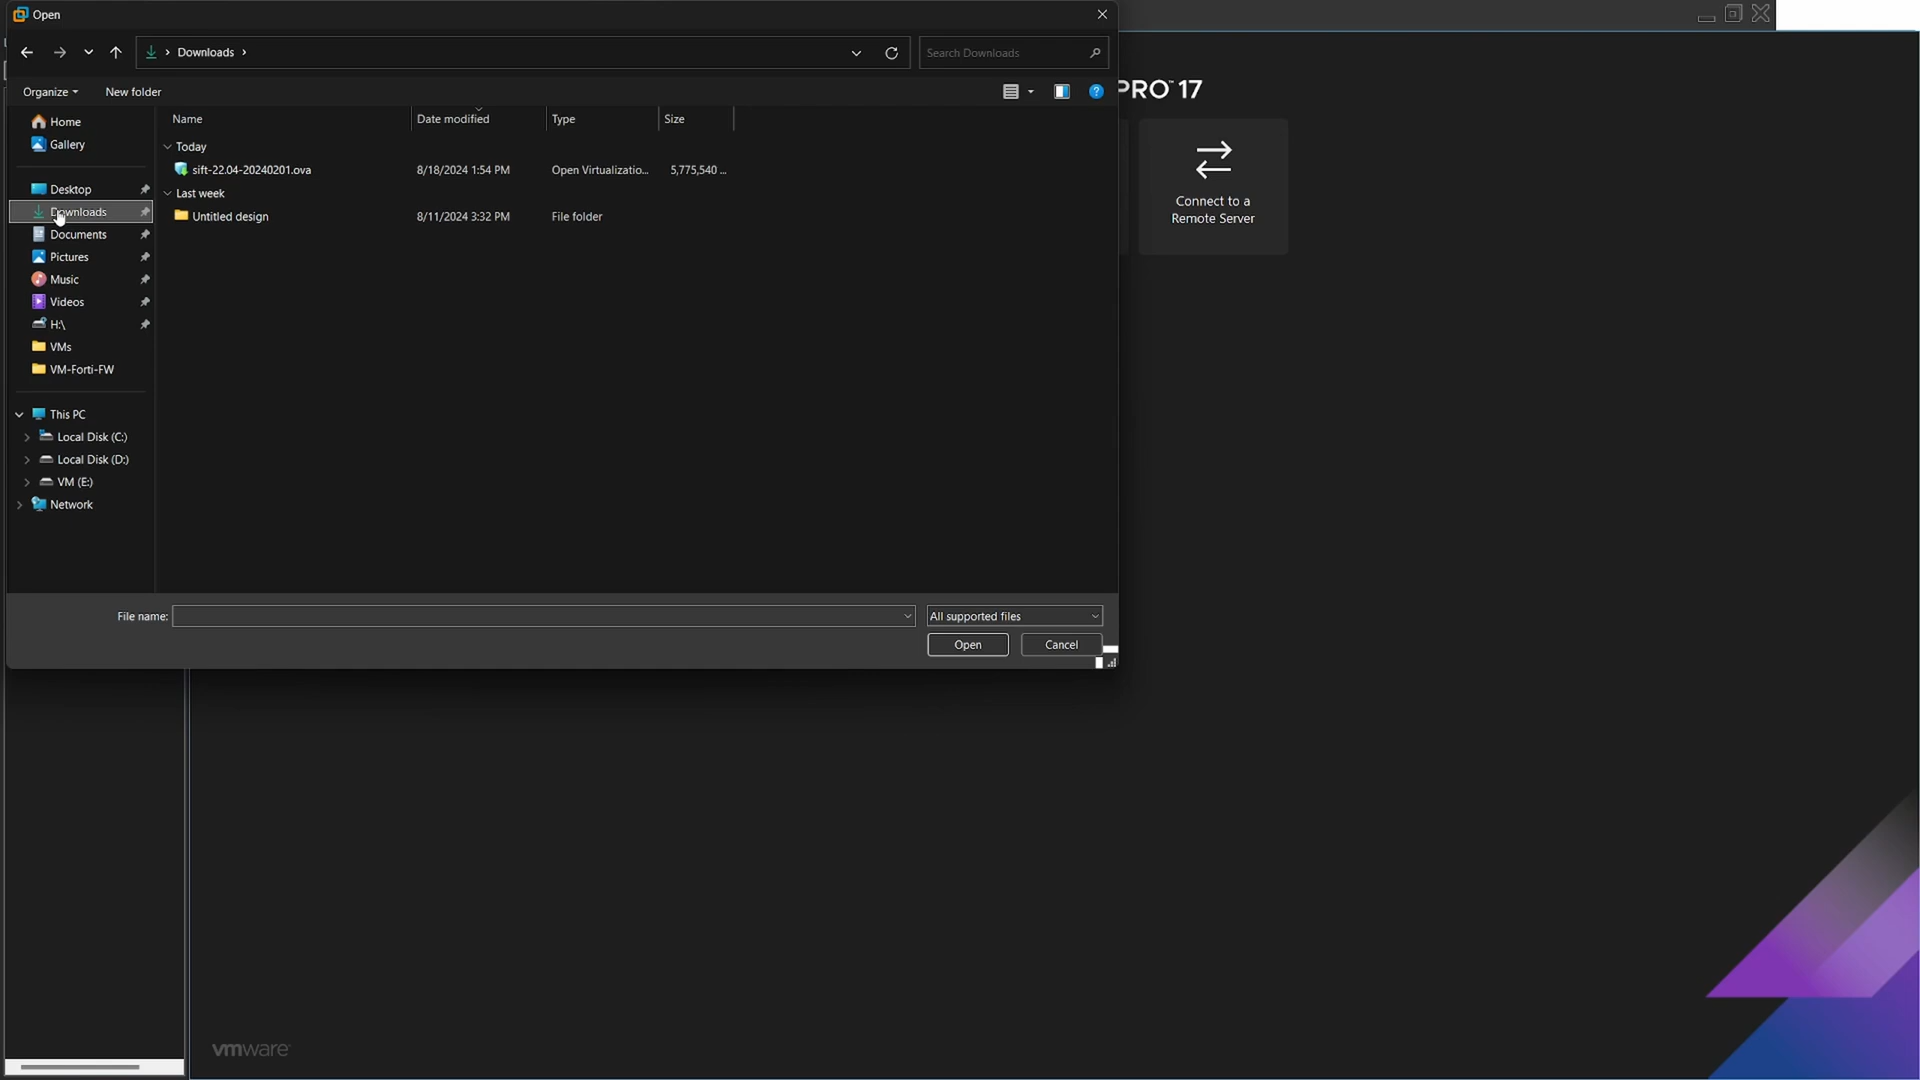 Open
Downloads
Search Downloads
Organize
New folder
PRO™ 17
Home
Gallery
Desktop
Downloads
Documents
Pictures
Music
Videos
H:\
VMs
VM-Forti-FW
This PC
Local Disk (C:)
Local Disk (D:)
VM (E:)
Network
Name Date modified Type Size
Today
sift-22.04-20240201.ova 8/18/2024 1:54 PM Open Virtualizatio... 5,775,540 ...
Last week
Untitled design 8/11/2024 3:32 PM File folder
Connect to a
Remote Server
File name:
All supported files
Open
Cancel
vmware